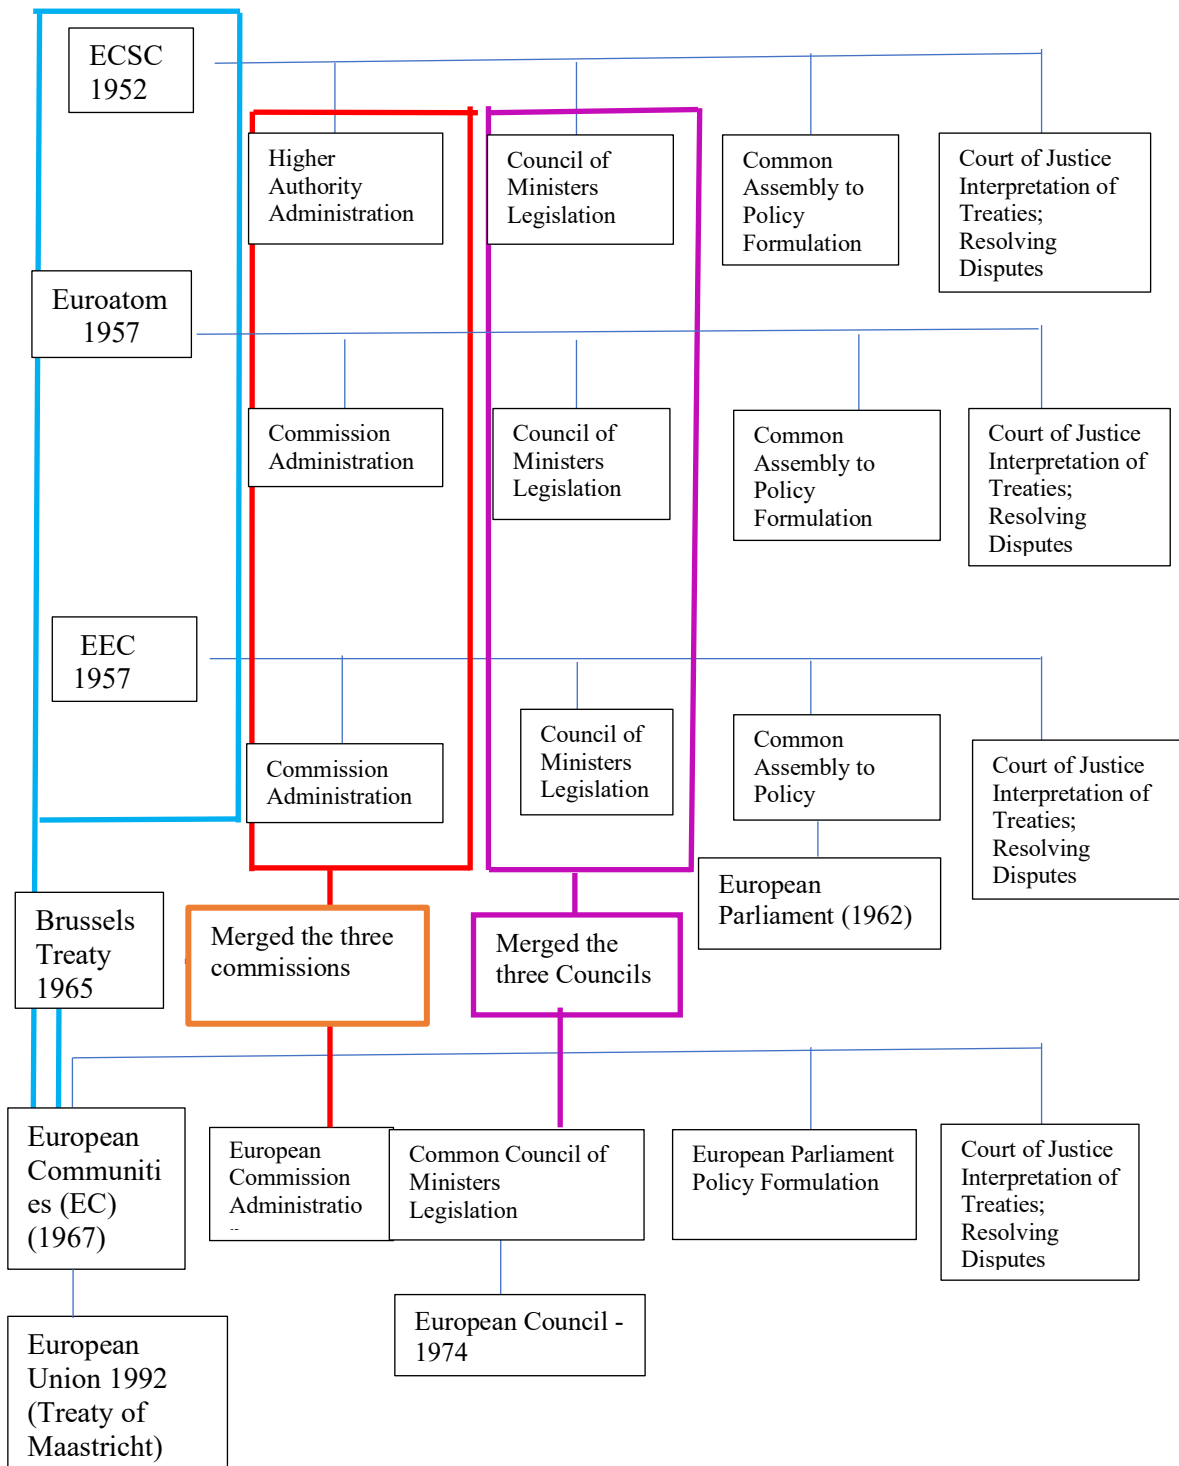 ECSC
1952
Higher
Authority
Administration
Council of
Ministers
Legislation
Common
Assembly to
Policy
Formulation
Court of Justice
Interpretation of
Treaties;
Resolving
Disputes
Euroatom
1957
Commission
Administration
Council of
Ministers
Legislation
Common
Assembly to
Policy
Formulation
Court of Justice
Interpretation of
Treaties;
Resolving
Disputes
EEC
1957
Commission
Administration
Council of
Ministers
Legislation
Common
Assembly to
Policy
Court of Justice
Interpretation of
Treaties;
Resolving
Disputes
European
Parliament (1962)
Brussels
Treaty
1965
Merged the three
commissions
Merged the
three Councils
European
Communiti
es (EC)
(1967)
European
Commission
Administratio
Common Council of
Ministers
Legislation
European Parliament
Policy Formulation
Court of Justice
Interpretation of
Treaties;
Resolving
Disputes
European Council -
1974
European
Union 1992
(Treaty of
Maastricht)